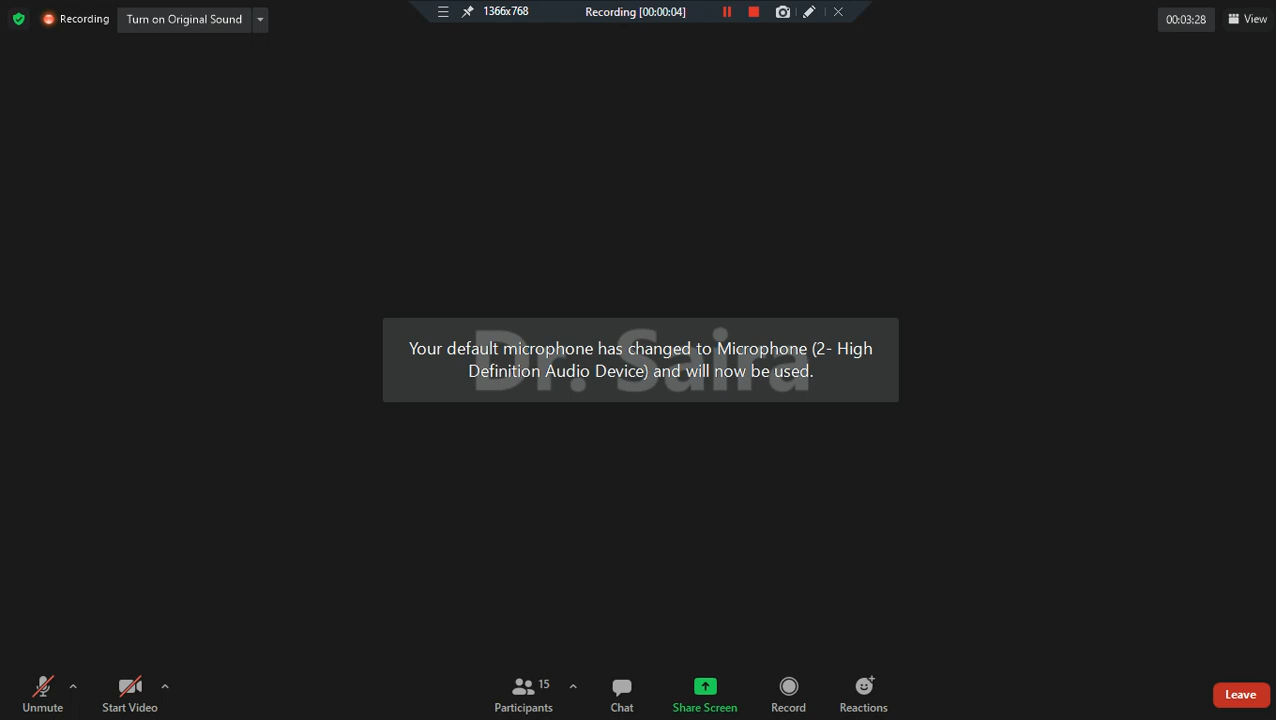 Recording
Turn on Original Sound
1366x768
Recording [00:00:04]
00:03:28
View
Dr. Saira
Your default microphone has changed to Microphone (2- High
Definition Audio Device) and will now be used.
Unmute
Start Video
Participants
15
Chat
Share Screen
Record
Reactions
Leave